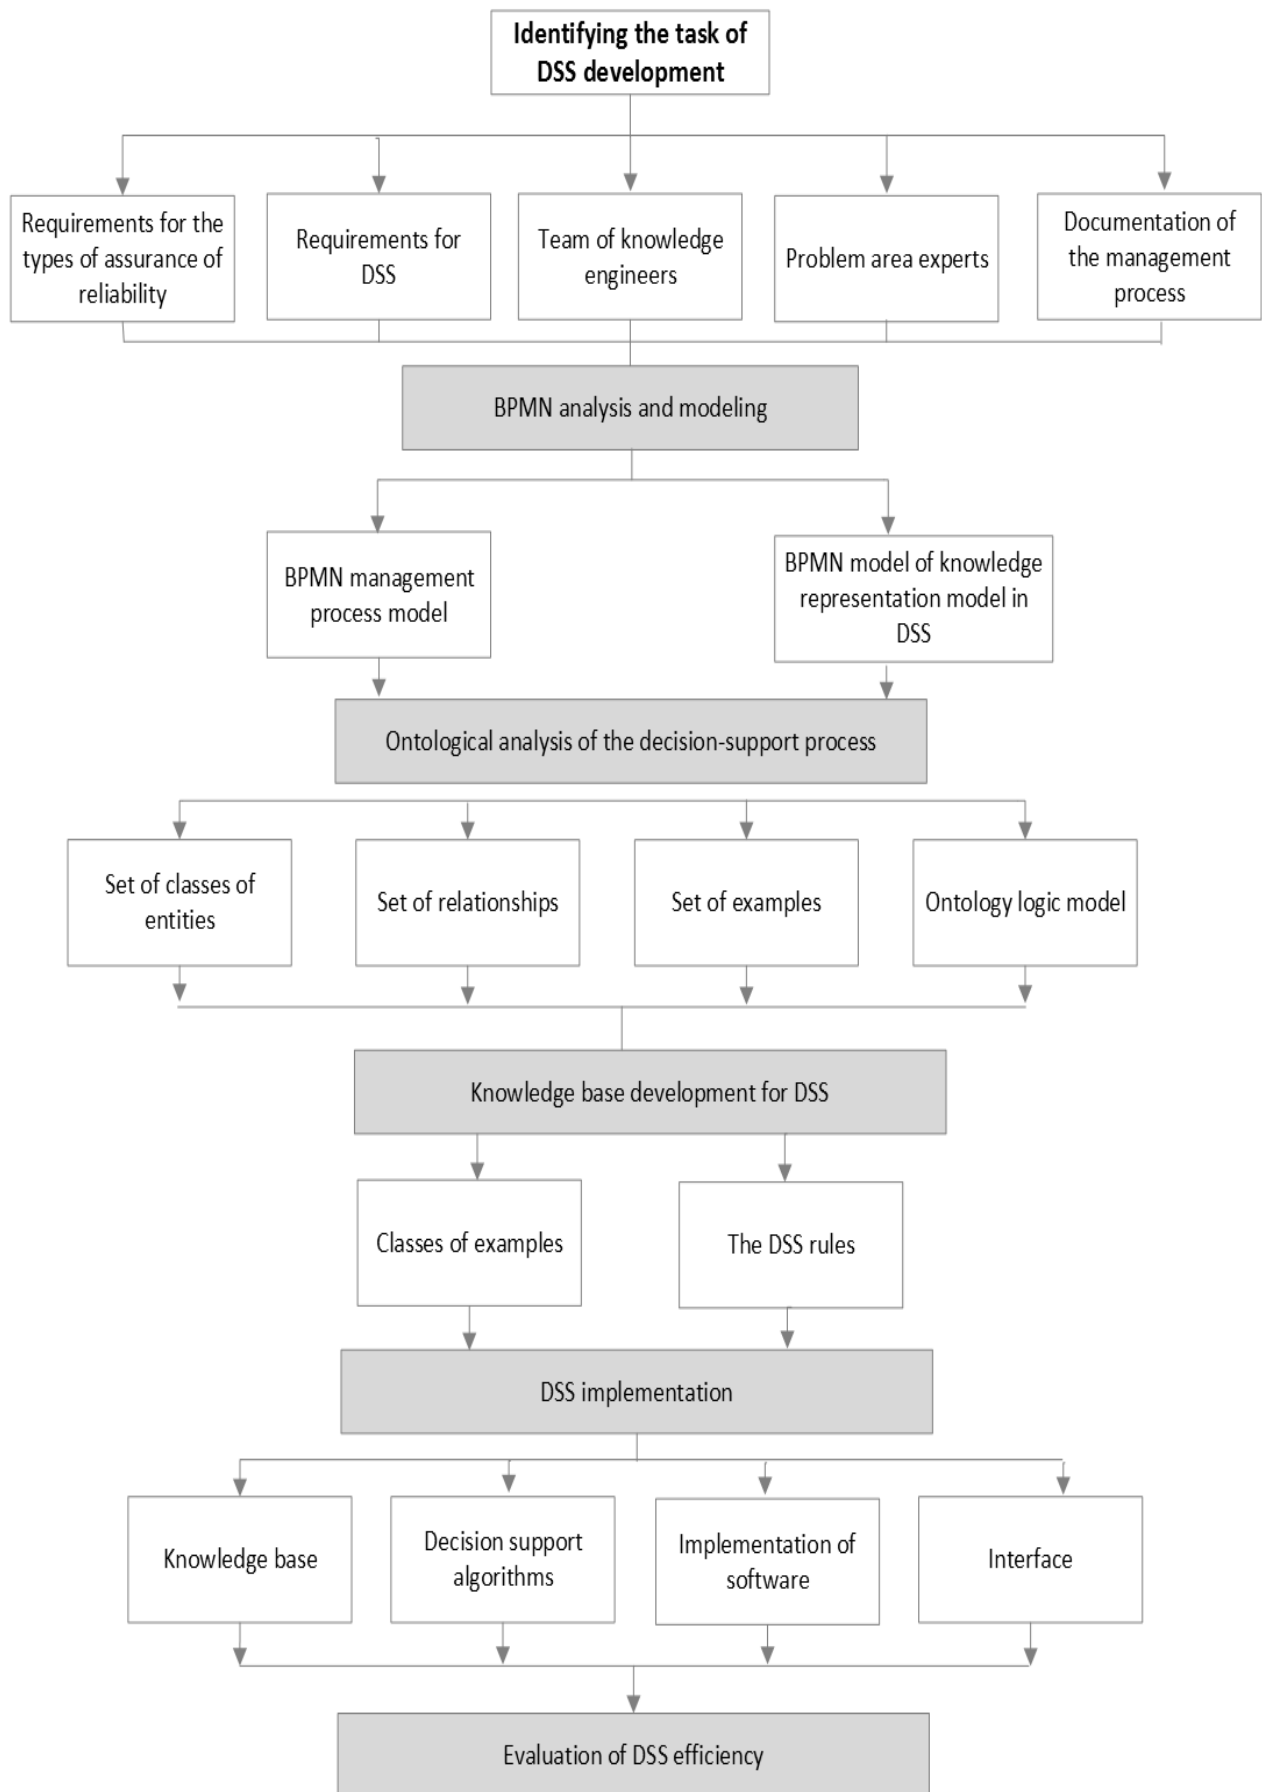 Identifying the task of
DSS development
Requirements for the
types of assurance of
reliability
Requirements for
DSS
Team of knowledge
engineers
Problem area experts
Documentation of
the management
process
BPMN analysis and modeling
BPMN management
process model
BPMN model of knowledge
representation model in
DSS
Ontological analysis of the decision-support process
Set of classes of
entities
Set of relationships
Set of examples
Ontology logic model
Knowledge base development for DSS
Classes of examples
The DSS rules
DSS implementation
Knowledge base
Decision support
algorithms
Implementation of
software
Interface
Evaluation of DSS efficiency